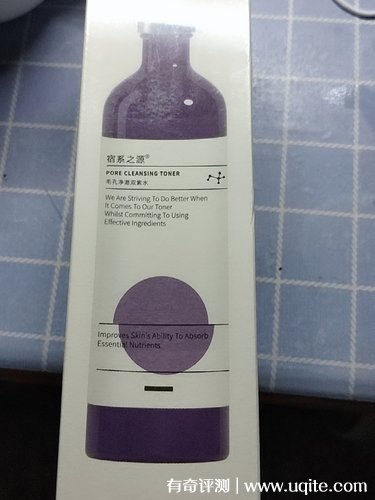 宿系之源®
PORE CLEANSING TONER
毛孔净澈双紫水
We Are Striving To Do Better When
It Comes To Our Toner
Whilst Committing To Using
Effective Ingredients
Improves Skin's Ability To Absorb
Essential Nutrients
有奇评测 | www.uqite.com